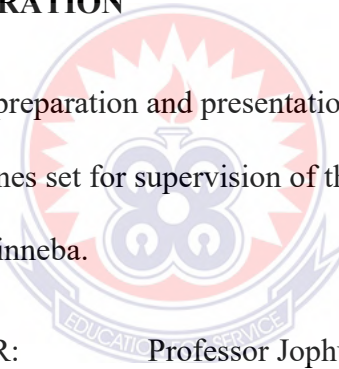 RATION
preparation and presentatio
nes set for supervision of th
inneba.
R: Professor Joph
EDUCATION FOR SERVICE